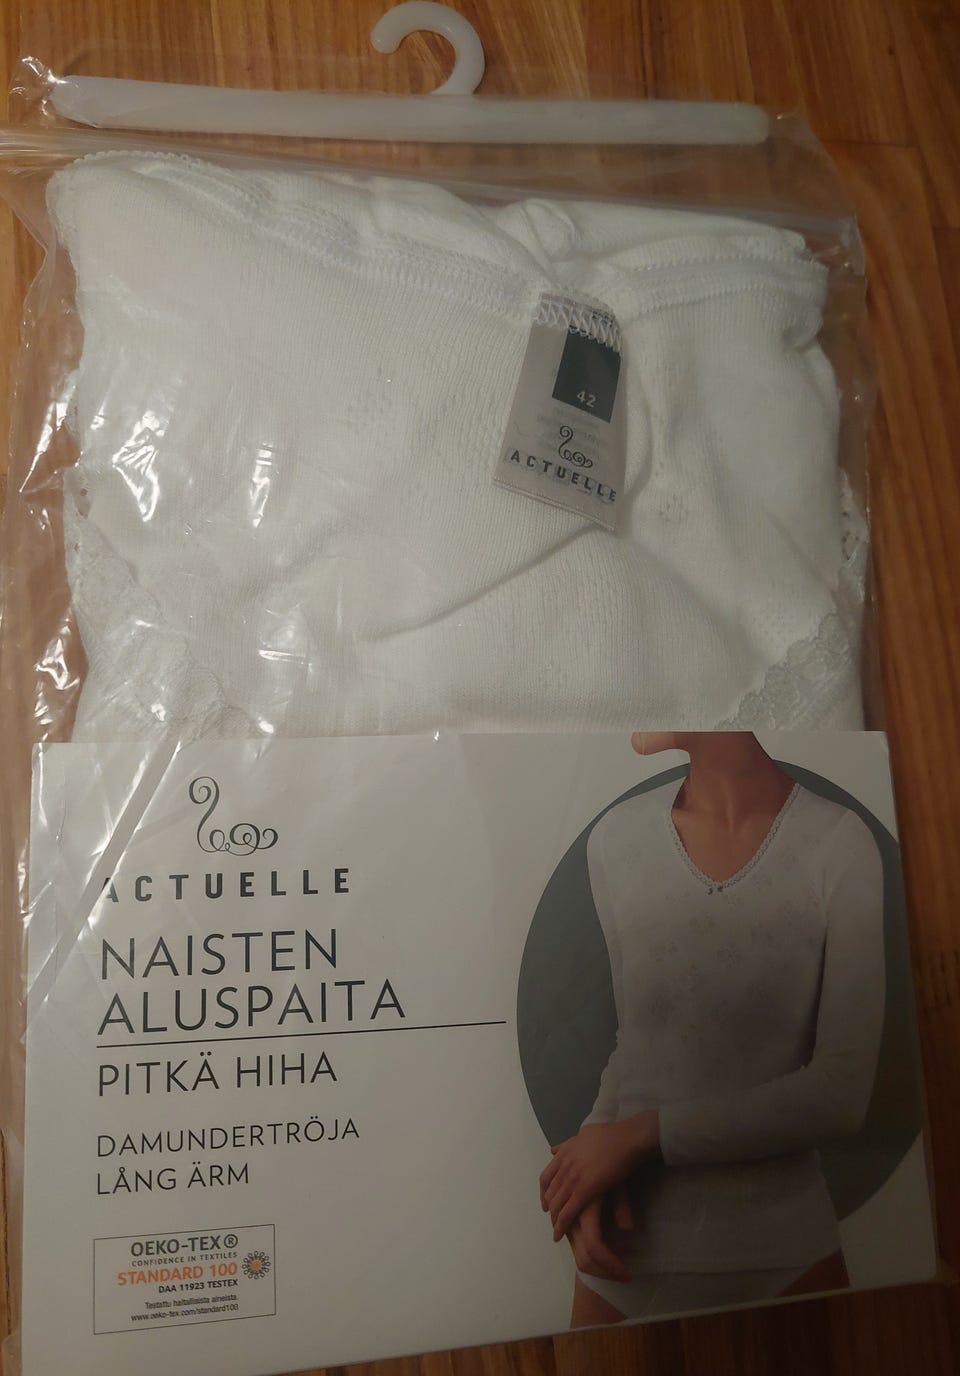 42
ACTUELLE
ACTUELLE
NAISTEN
ALUSPAITA
PITKÄ HIHA
DAMUNDERTRÖJA
LÅNG ÄRM
OEKO-TEX®
CONFIDENCE IN TEXTILES
STANDARD 100
DAA 11923 TESTEX
Testattu haitallisista aineista.
www.oeko-tex.com/standard100